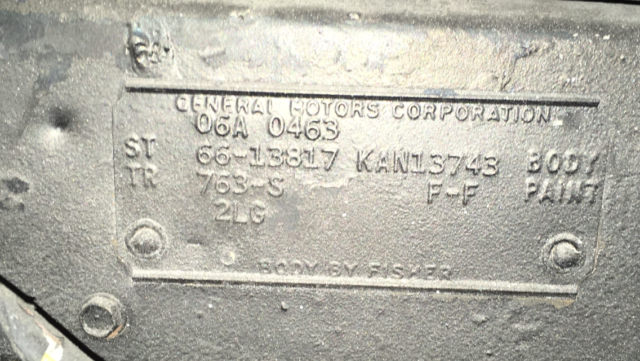 GENERAL MOTORS CORPORATION
06A 0463
ST 66-13817 KAN13743 BODY
TR 763-S F-F PAINT
2LG
BODY BY FISHER